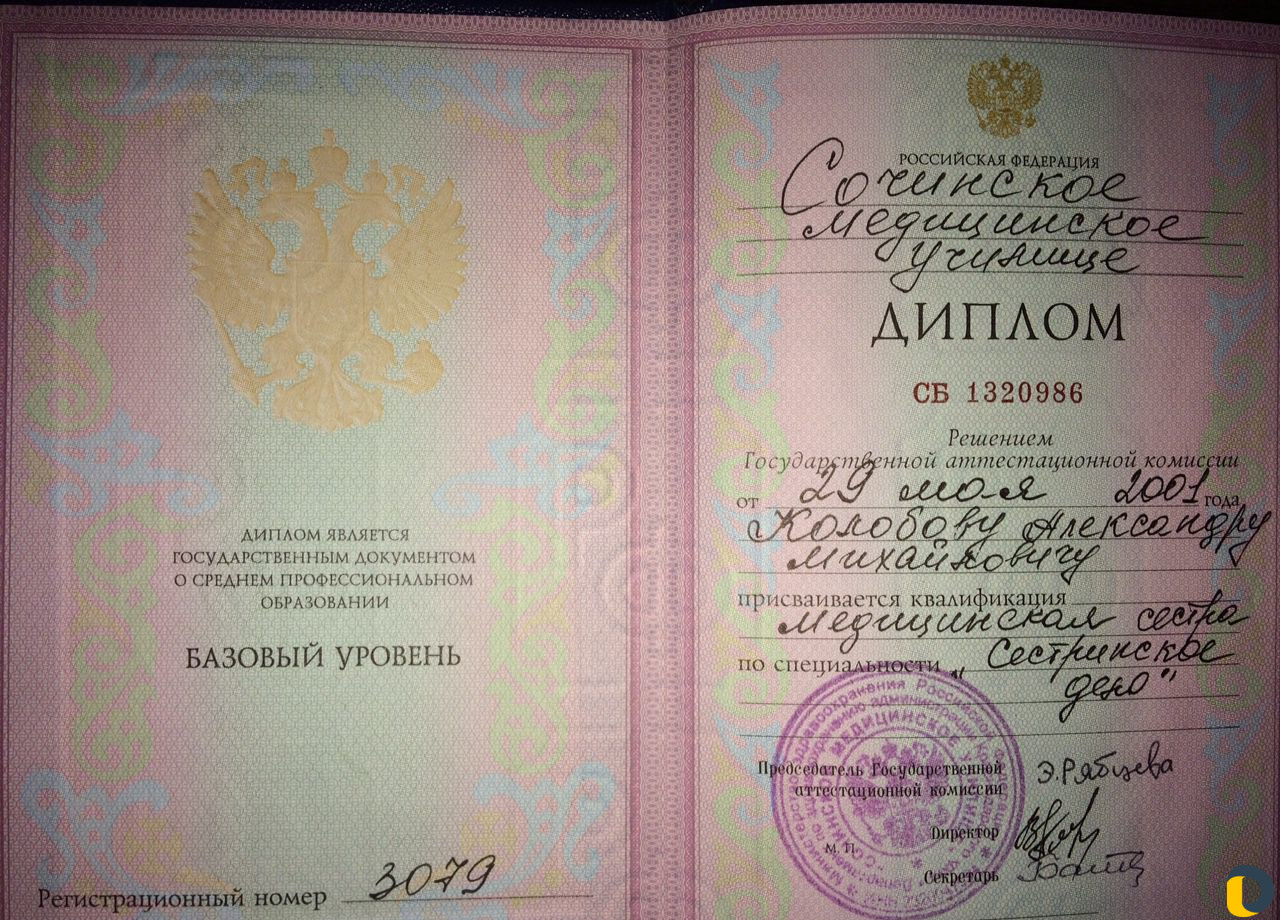 ДИПЛОМ ЯВЛЯЕТСЯ
ГОСУДАРСТВЕННЫМ ДОКУМЕНТОМ
О СРЕДНЕМ ПРОФЕССИОНАЛЬНОМ
ОБРАЗОВАНИИ
БАЗОВЫЙ УРОВЕНЬ
Регистрационный номер 3079
РОССИЙСКАЯ ФЕДЕРАЦИЯ
Сочинское
медицинское
училище
ДИПЛОМ
СБ 1320986
Решением
Государственной аттестационной комиссии
от 29 мая 2001 года
Колобову Александру
Михайловичу
присваивается квалификация
Медицинская сестра
по специальности „Сестринское
дело"
Председатель Государственной
аттестационной комиссии Э.Рябцева
Директор
М. П.
Секретарь
МЕДИЦИНСКОЕ